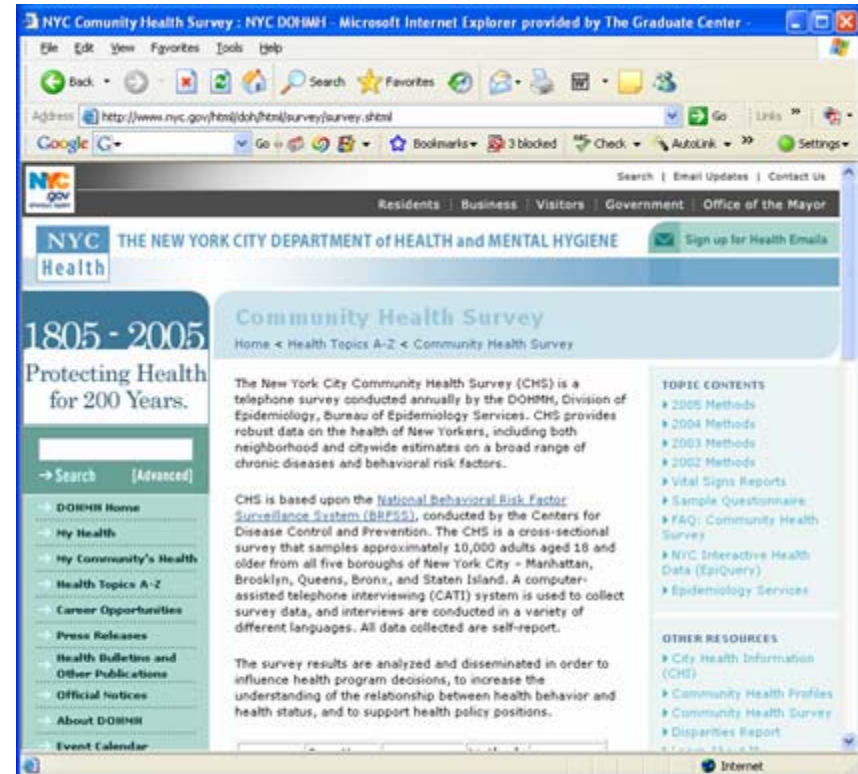 NYC Comunity Health Survey : NYC DOHMH - Microsoft Internet Explorer provided by The Graduate Center -
File Edit View Favorites Tools Help
Back Search Favorites
Address http://www.nyc.gov/html/doh/html/survey/survey.shtml Go Links »
Google G Go Bookmarks 3 blocked Check AutoLink » Settings
NYC
.gov
Search | Email Updates | Contact Us
Residents | Business | Visitors | Government | Office of the Mayor
NYC
Health
THE NEW YORK CITY DEPARTMENT of HEALTH and MENTAL HYGIENE
Sign up for Health Emails
1805 - 2005
Protecting Health
for 200 Years.
Search [Advanced]
DOHMH Home
My Health
My Community's Health
Health Topics A-Z
Career Opportunities
Press Releases
Health Bulletins and
Other Publications
Official Notices
About DOHMH
Event Calendar
Community Health Survey
Home < Health Topics A-Z < Community Health Survey
The New York City Community Health Survey (CHS) is a
telephone survey conducted annually by the DOHMH, Division of
Epidemiology, Bureau of Epidemiology Services. CHS provides
robust data on the health of New Yorkers, including both
neighborhood and citywide estimates on a broad range of
chronic diseases and behavioral risk factors.
CHS is based upon the National Behavioral Risk Factor
Surveillance System (BRFSS), conducted by the Centers for
Disease Control and Prevention. The CHS is a cross-sectional
survey that samples approximately 10,000 adults aged 18 and
older from all five boroughs of New York City - Manhattan,
Brooklyn, Queens, Bronx, and Staten Island. A computer-
assisted telephone interviewing (CATI) system is used to collect
survey data, and interviews are conducted in a variety of
different languages. All data collected are self-report.
The survey results are analyzed and disseminated in order to
influence health program decisions, to increase the
understanding of the relationship between health behavior and
health status, and to support health policy positions.
TOPIC CONTENTS
2005 Methods
2004 Methods
2003 Methods
2002 Methods
Vital Signs Reports
Sample Questionnaire
FAQ: Community Health
Survey
NYC Interactive Health
Data (EpiQuery)
Epidemiology Services
OTHER RESOURCES
City Health Information
(CHI)
Community Health Profiles
Community Health Survey
Disparities Report
Internet